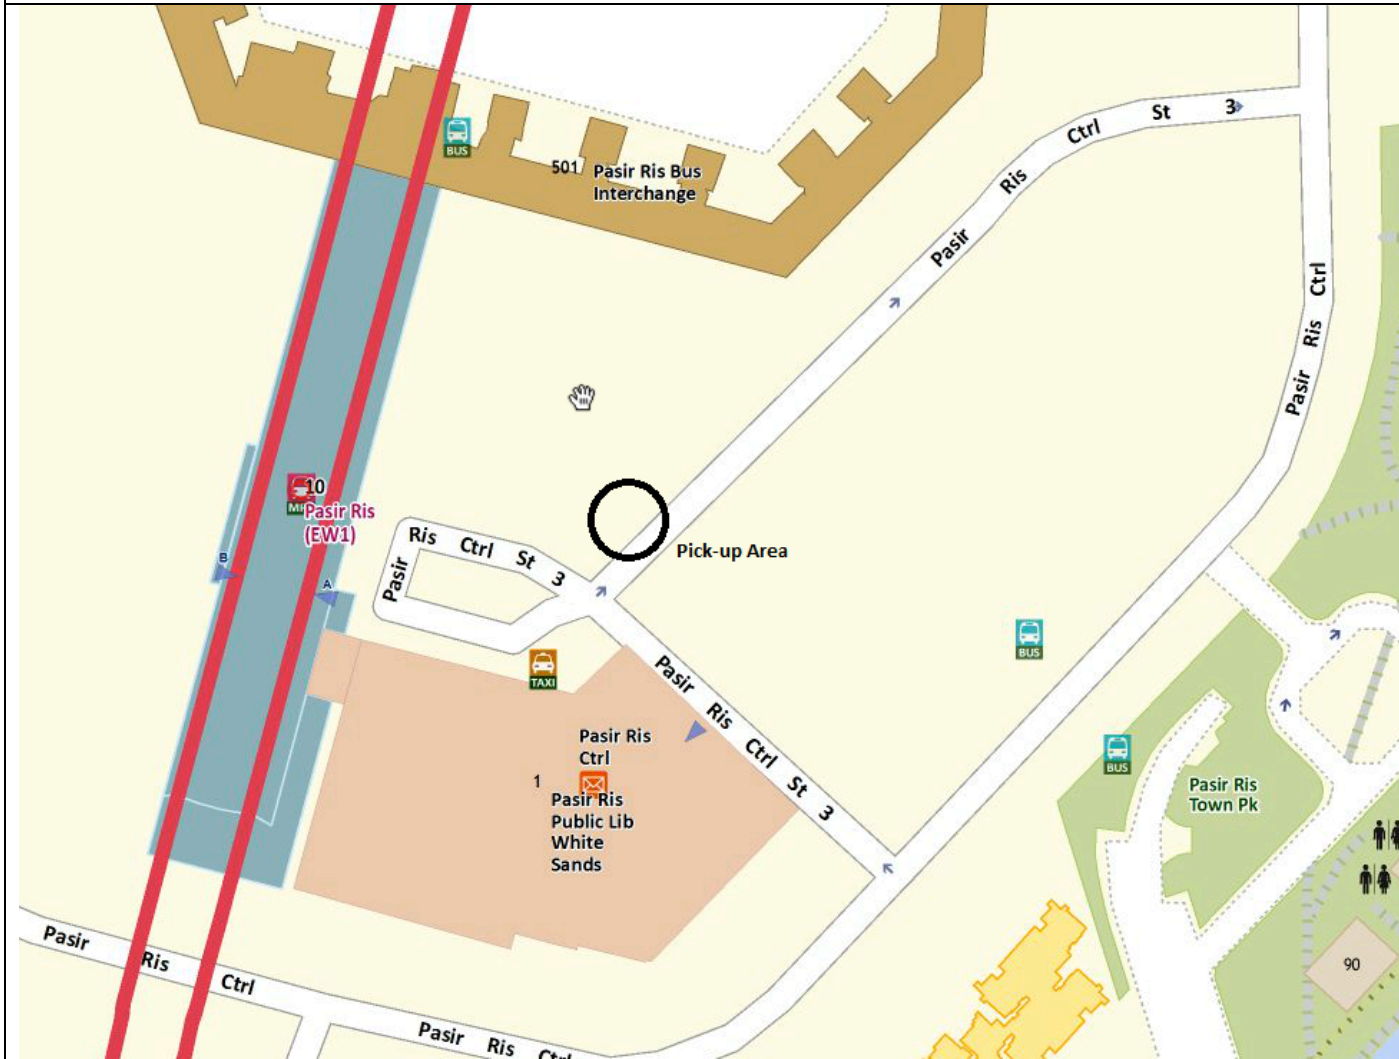 BUS
501
Pasir Ris Bus
Interchange
Pasir Ris Ctrl St 3
Pasir Ris Ctrl
10
MR
Pasir Ris
(EW1)
B
A
Pasir Ris Ctrl St 3
Pick-up Area
TAXI
Pasir Ris Ctrl St 3
BUS
BUS
Pasir Ris
Ctrl
1
Pasir Ris
Public Lib
White
Sands
Pasir Ris
Town Pk
90
Pasir Ris Ctrl
Pasir Ris Ctrl